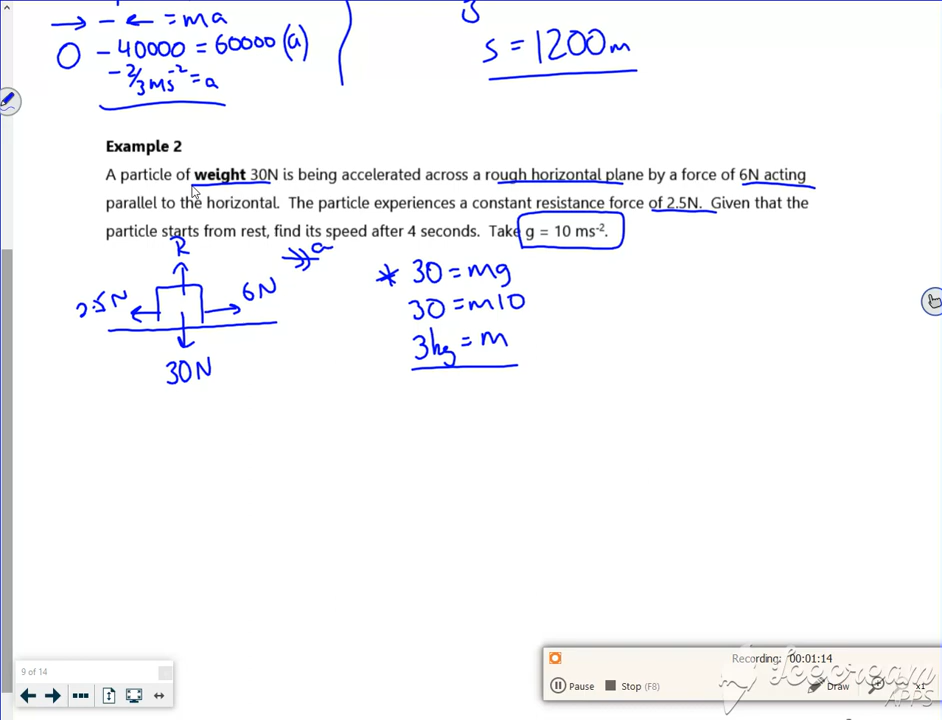 → - ← = ma
0 - 40000 = 60000 (a)
-2/3 ms⁻² = a
s = 1200m
Example 2
A particle of weight 30N is being accelerated across a rough horizontal plane by a force of 6N acting
parallel to the horizontal. The particle experiences a constant resistance force of 2.5N. Given that the
particle starts from rest, find its speed after 4 seconds. Take g = 10 ms⁻².
R
a
2.5N
6N
30N
* 30 = mg
30 = m10
3kg = m
9 of 14
Recording: 00:01:14
Pause
Stop (F8)
Draw
x1
Icecream
APPS